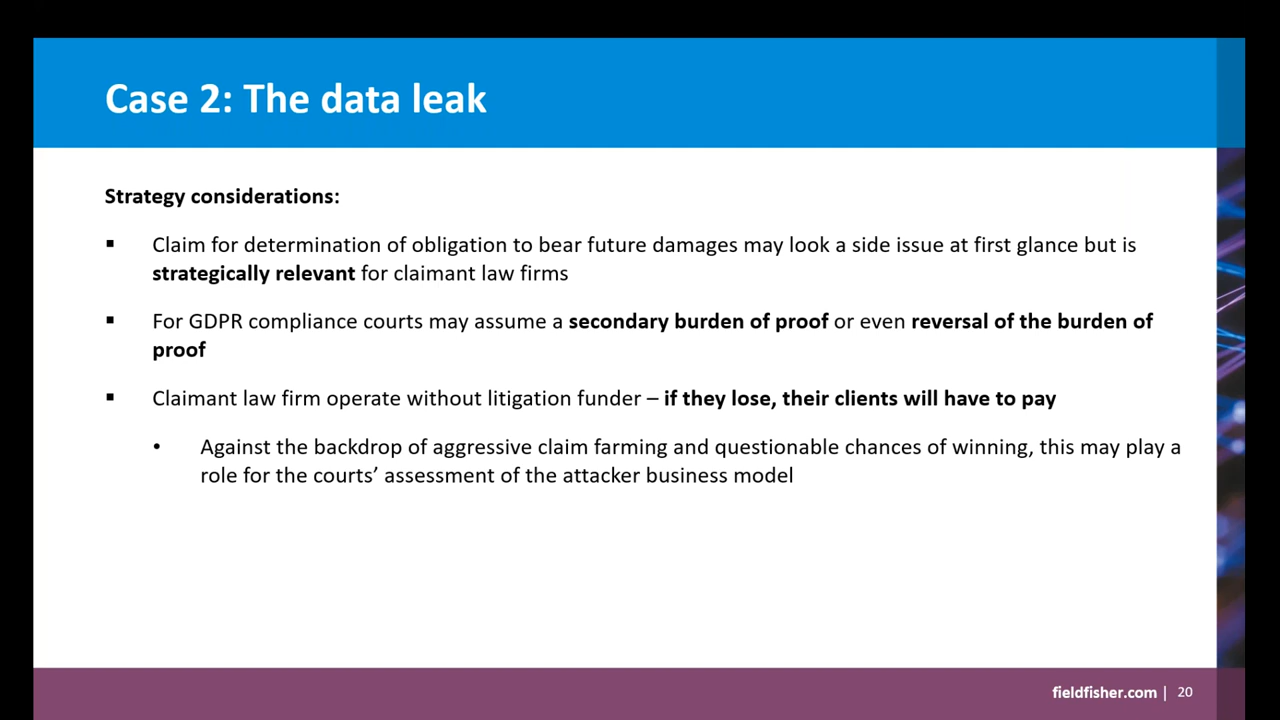 Case 2: The data leak
Strategy considerations:
▪ Claim for determination of obligation to bear future damages may look a side issue at first glance but is
strategically relevant for claimant law firms
▪ For GDPR compliance courts may assume a secondary burden of proof or even reversal of the burden of
proof
▪ Claimant law firm operate without litigation funder – if they lose, their clients will have to pay
• Against the backdrop of aggressive claim farming and questionable chances of winning, this may play a
role for the courts’ assessment of the attacker business model
fieldfisher.com | 20